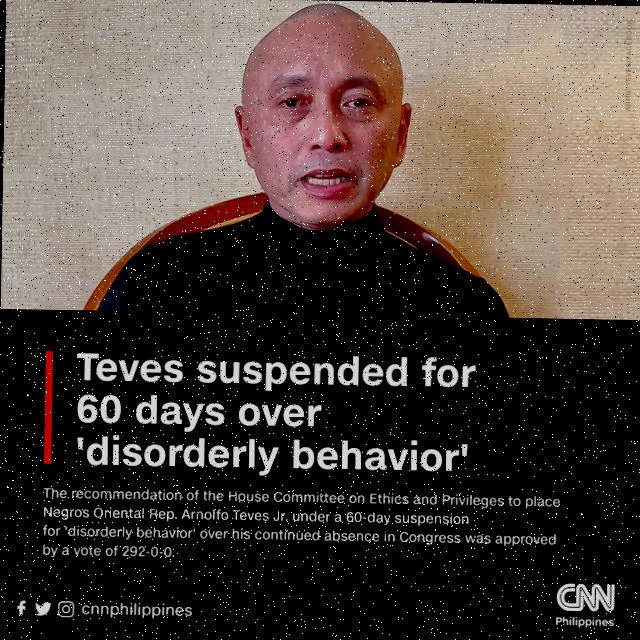 Teves suspended for
60 days over
'disorderly behavior'
The recommendation of the House Committee on Ethics and Privileges to place
Negros Oriental Rep. Arnolfo Teves Jr. under a 60-day suspension
for 'disorderly behavior' over his continued absence in Congress was approved
by a vote of 292-0-0.
cnnphilippines
CNN
Philippines